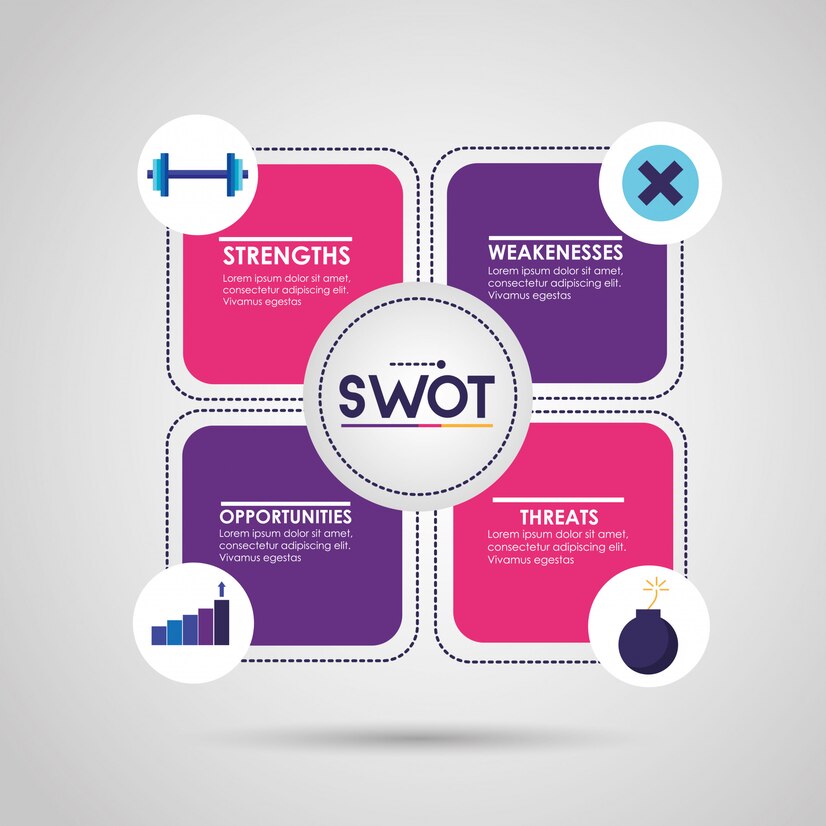 STRENGTHS
Lorem ipsum dolor sit amet,
consectetur adipiscing elit.
Vivamus egestas
WEAKENESSES
Lorem ipsum dolor sit amet,
consectetur adipiscing elit.
Vivamus egestas
SWOT
OPPORTUNITIES
Lorem ipsum dolor sit amet,
consectetur adipiscing elit.
Vivamus egestas
THREATS
Lorem ipsum dolor sit amet,
consectetur adipiscing elit.
Vivamus egestas